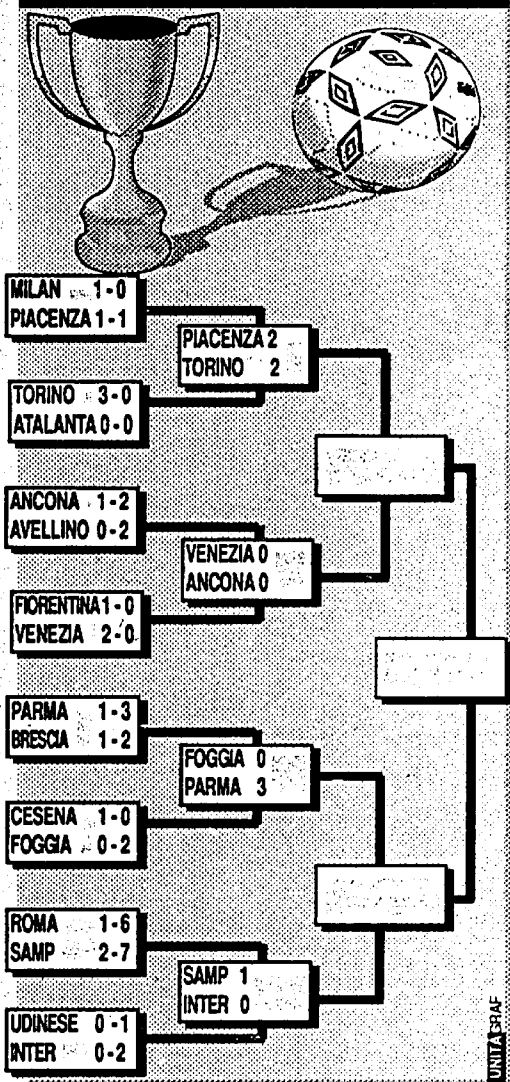 MILAN 1-0
PIACENZA 1-1
TORINO 3-0
ATALANTA 0-0
ANCONA 1-2
AVELLINO 0-2
FIORENTINA 1-0
VENEZIA 2-0
PARMA 1-3
BRESCIA 1-2
CESENA 1-0
FOGGIA 0-2
ROMA 1-6
SAMP 2-7
UDINESE 0-1
INTER 0-2
PIACENZA 2
TORINO 2
VENEZIA 0
ANCONA 0
FOGGIA 0
PARMA 3
SAMP 1
INTER 0
UNITÀGRAF